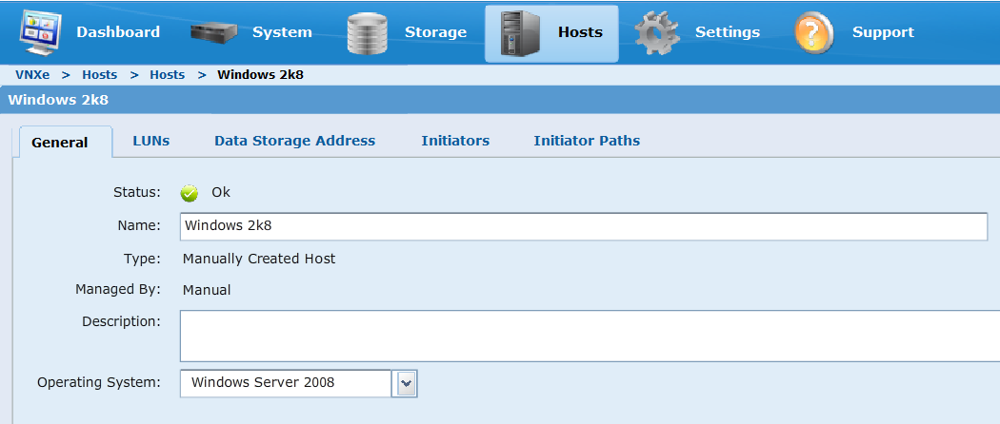 Dashboard System Storage Hosts Settings Support
VNXe > Hosts > Hosts > Windows 2k8
Windows 2k8
General LUNs Data Storage Address Initiators Initiator Paths
Status: Ok
Name: Windows 2k8
Type: Manually Created Host
Managed By: Manual
Description:
Operating System: Windows Server 2008